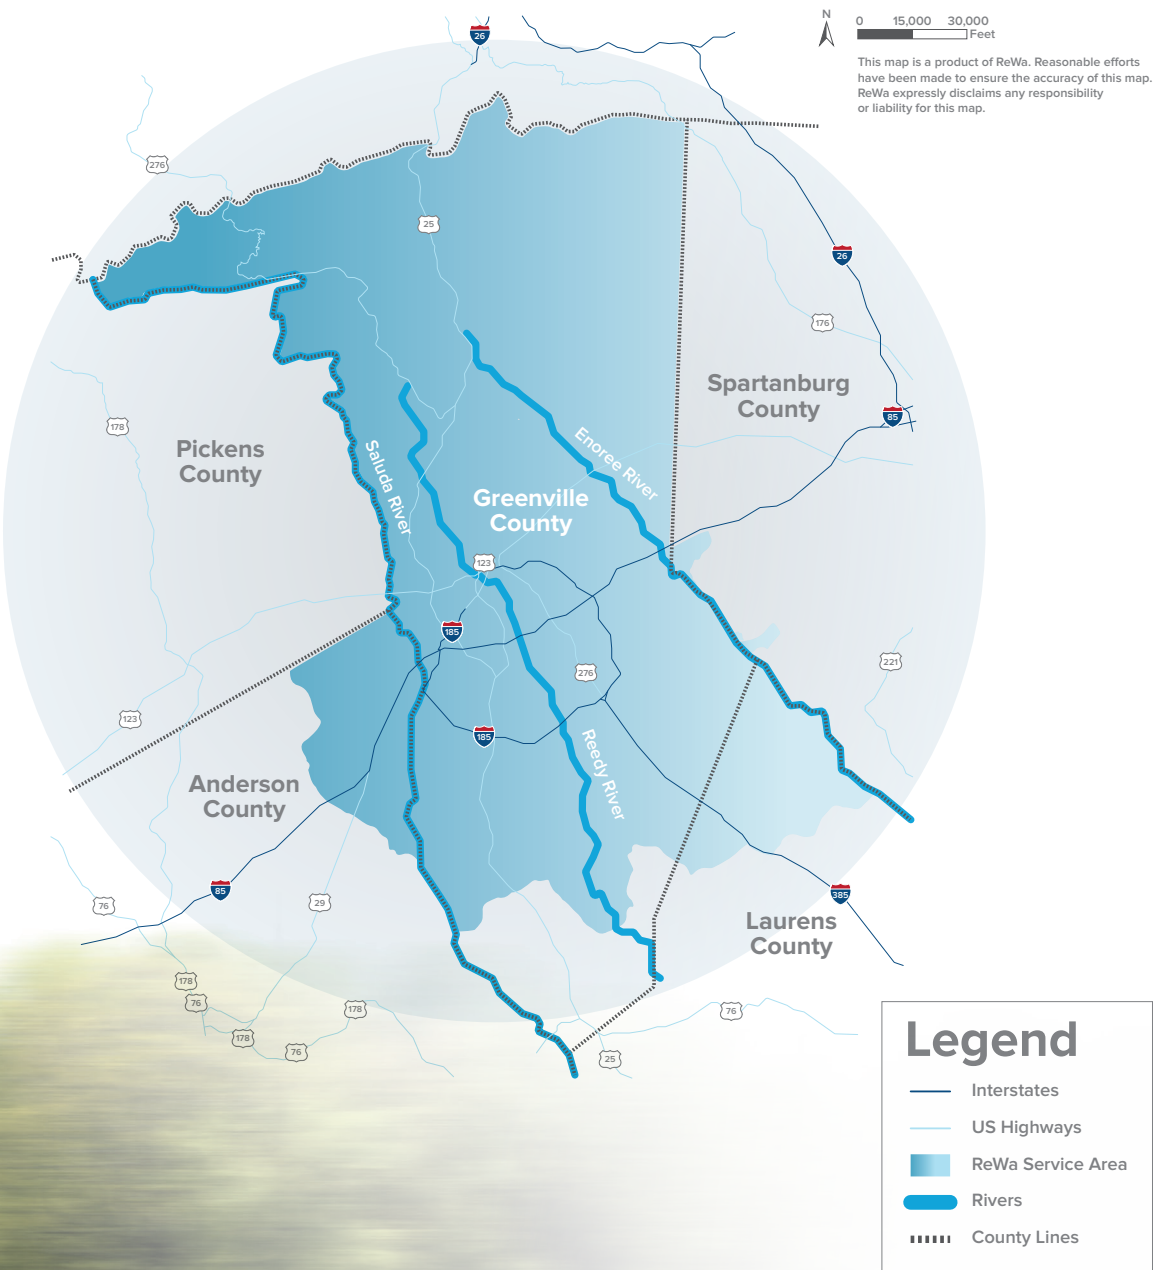 N
0 15,000 30,000
Feet
This map is a product of ReWa. Reasonable efforts
have been made to ensure the accuracy of this map.
ReWa expressly disclaims any responsibility
or liability for this map.
26
276
25
26
176
Spartanburg
County
85
178
Pickens
County
Saluda River
Enoree River
Greenville
County
123
185
276
221
123
185
Reedy River
Anderson
County
85
76
29
385
Laurens
County
178
76
178
76
178
76
25
Legend
Interstates
US Highways
ReWa Service Area
Rivers
County Lines